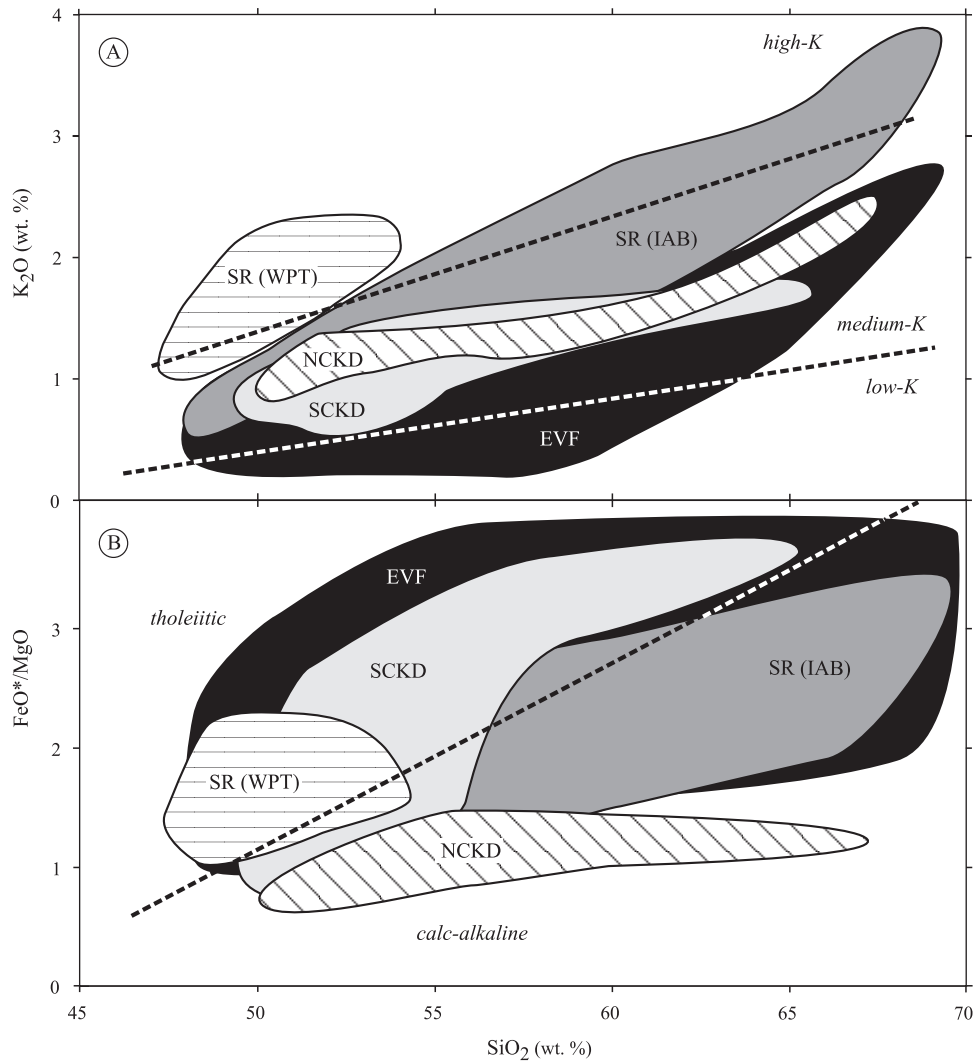 4
A
high-K
3
K2O (wt. %)
SR (IAB)
2
SR (WPT)
medium-K
NCKD
1
low-K
SCKD
EVF
0
B
EVF
tholeiitic
3
FeO*/MgO
SCKD
SR (IAB)
2
SR (WPT)
NCKD
1
calc-alkaline
0
45 50 55 60 65 70
SiO2 (wt. %)